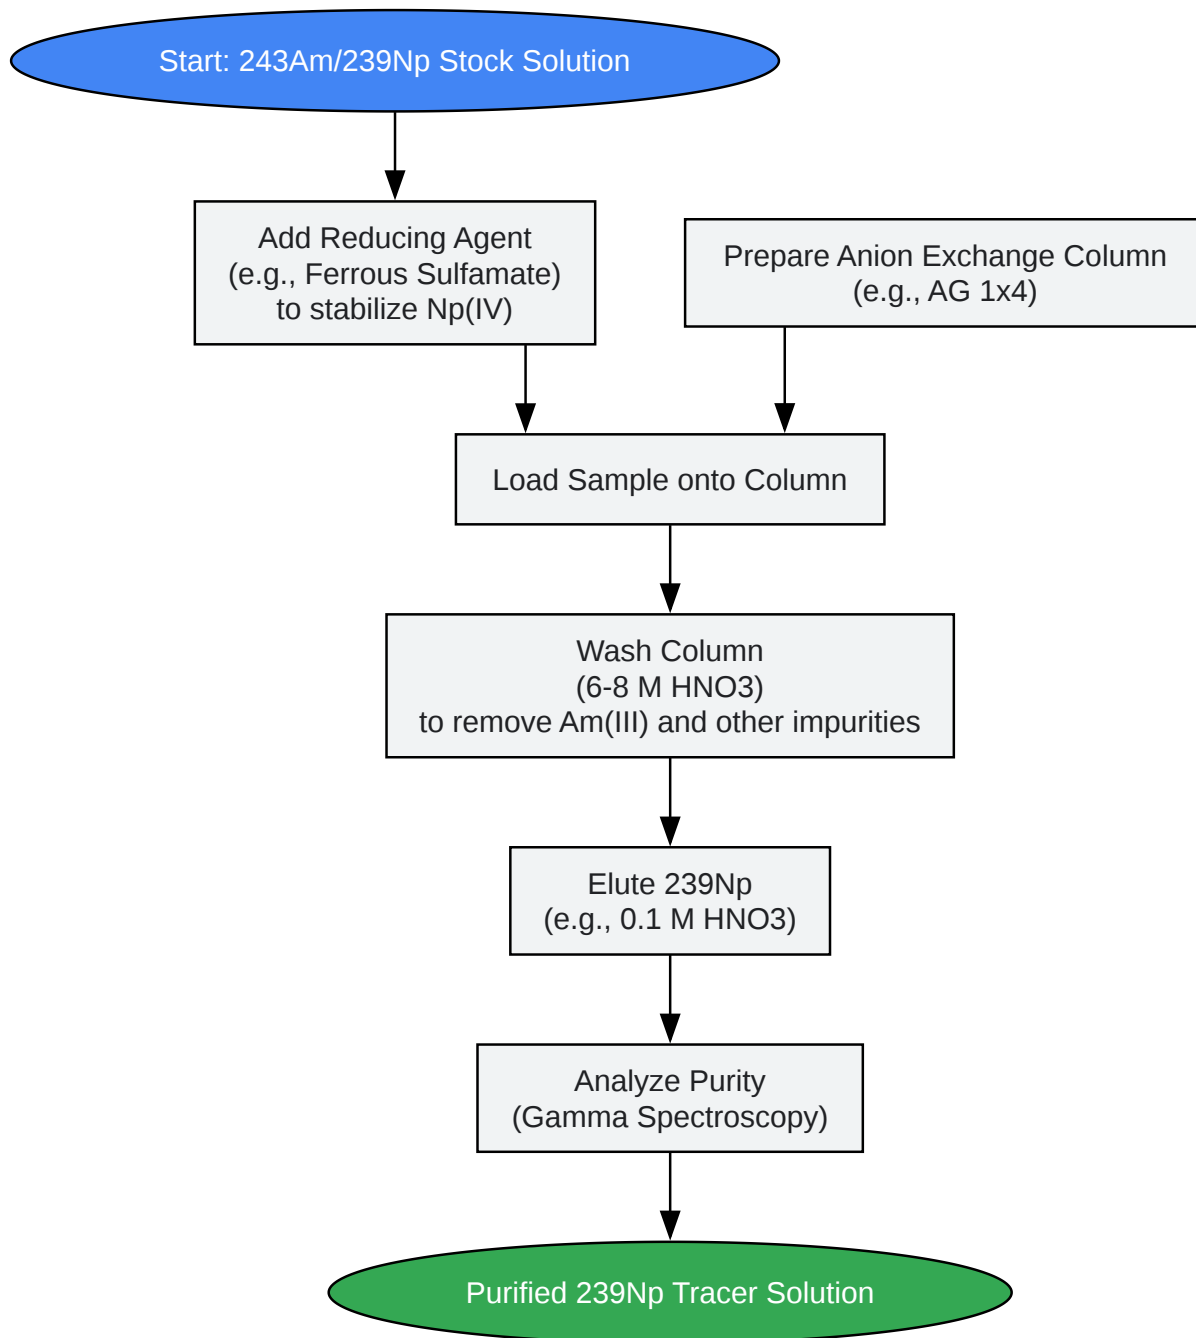 Start: 243Am/239Np Stock Solution
Add Reducing Agent
(e.g., Ferrous Sulfamate)
to stabilize Np(IV)
Prepare Anion Exchange Column
(e.g., AG 1x4)
Load Sample onto Column
Wash Column
(6-8 M HNO3)
to remove Am(III) and other impurities
Elute 239Np
(e.g., 0.1 M HNO3)
Analyze Purity
(Gamma Spectroscopy)
Purified 239Np Tracer Solution